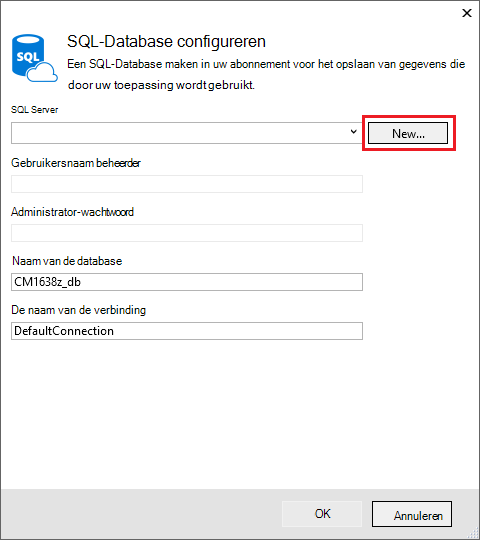 SQL-Database configureren
SQL
Een SQL-Database maken in uw abonnement voor het opslaan van gegevens die
door uw toepassing wordt gebruikt.
SQL Server
New...
Gebruikersnaam beheerder
Administrator-wachtwoord
Naam van de database
CM1638z_db
De naam van de verbinding
DefaultConnection
OK
Annuleren